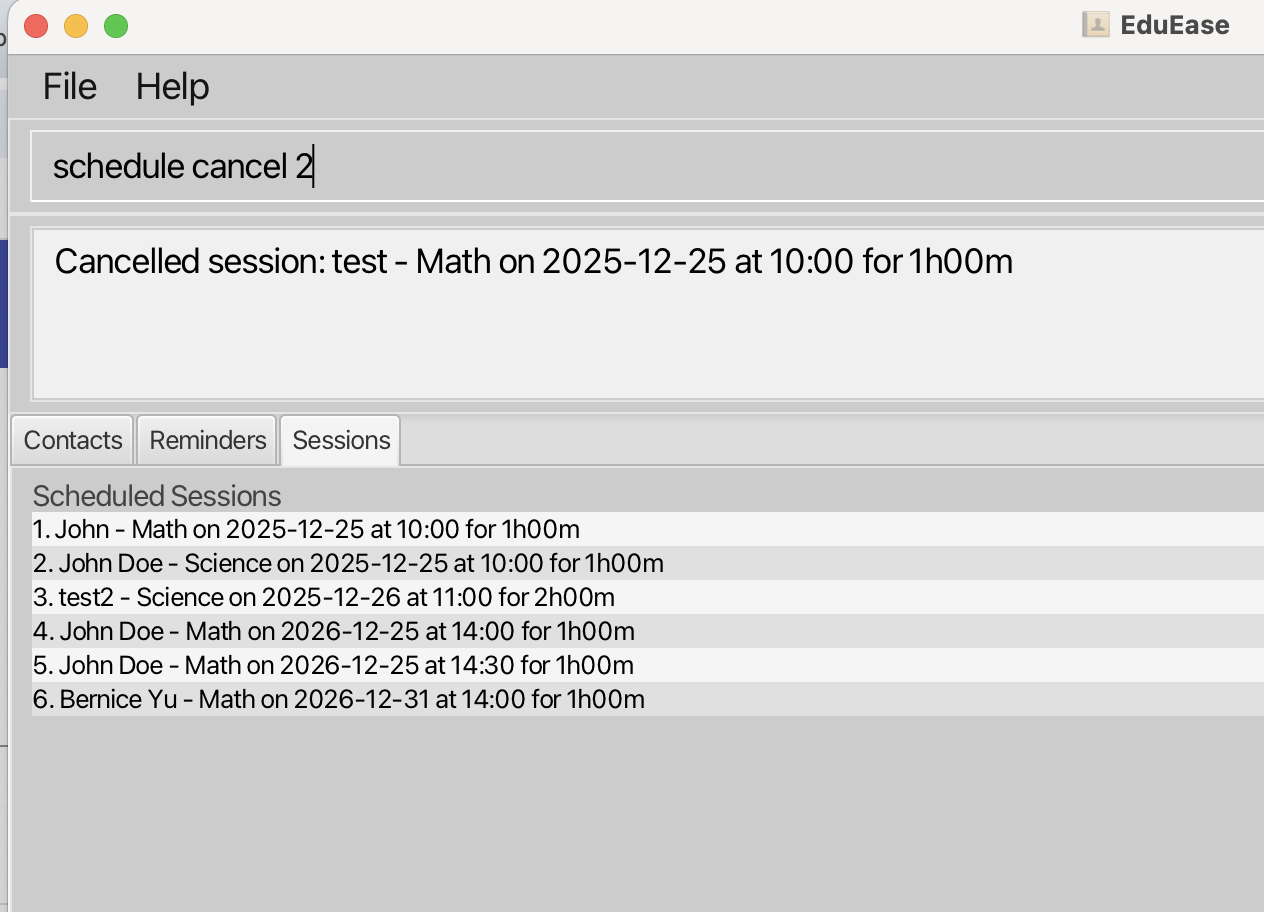 EduEase
File Help
schedule cancel 2
Cancelled session: test - Math on 2025-12-25 at 10:00 for 1h00m
Contacts Reminders Sessions
Scheduled Sessions
1. John - Math on 2025-12-25 at 10:00 for 1h00m
2. John Doe - Science on 2025-12-25 at 10:00 for 1h00m
3. test2 - Science on 2025-12-26 at 11:00 for 2h00m
4. John Doe - Math on 2026-12-25 at 14:00 for 1h00m
5. John Doe - Math on 2026-12-25 at 14:30 for 1h00m
6. Bernice Yu - Math on 2026-12-31 at 14:00 for 1h00m